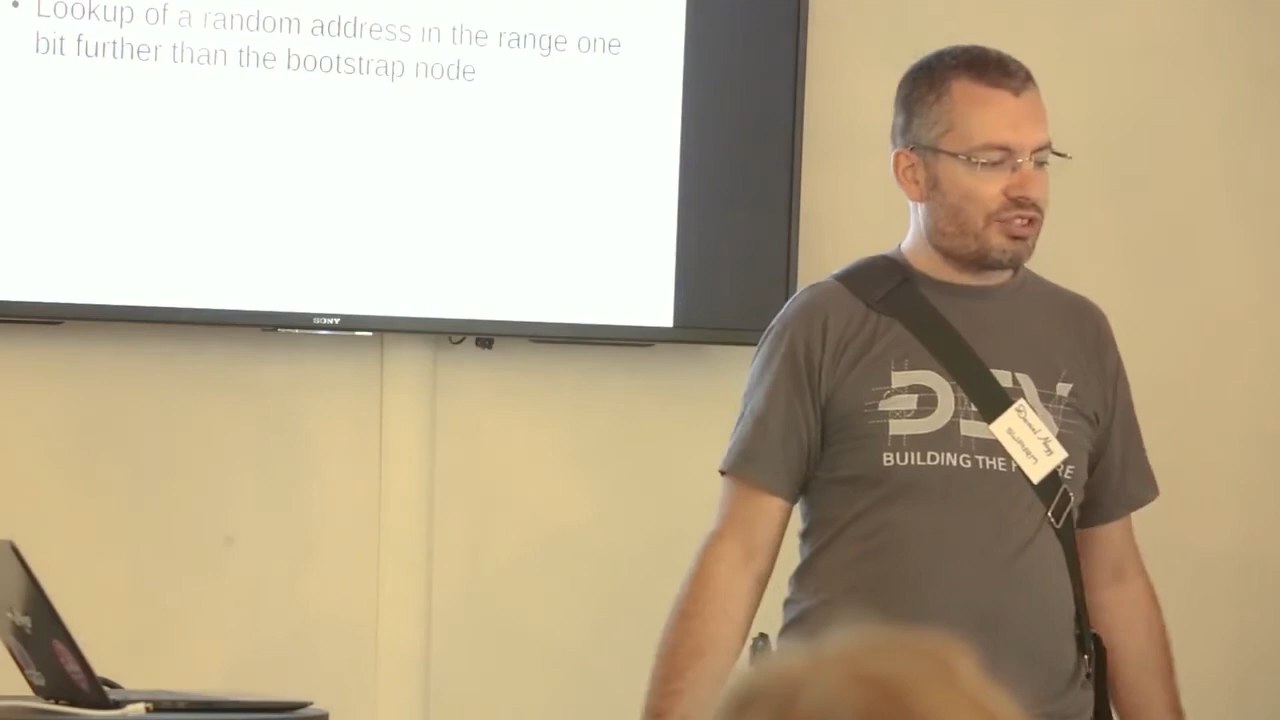 • Lookup of a random address in the range one
bit further than the bootstrap node
SONY
BUILDING THE